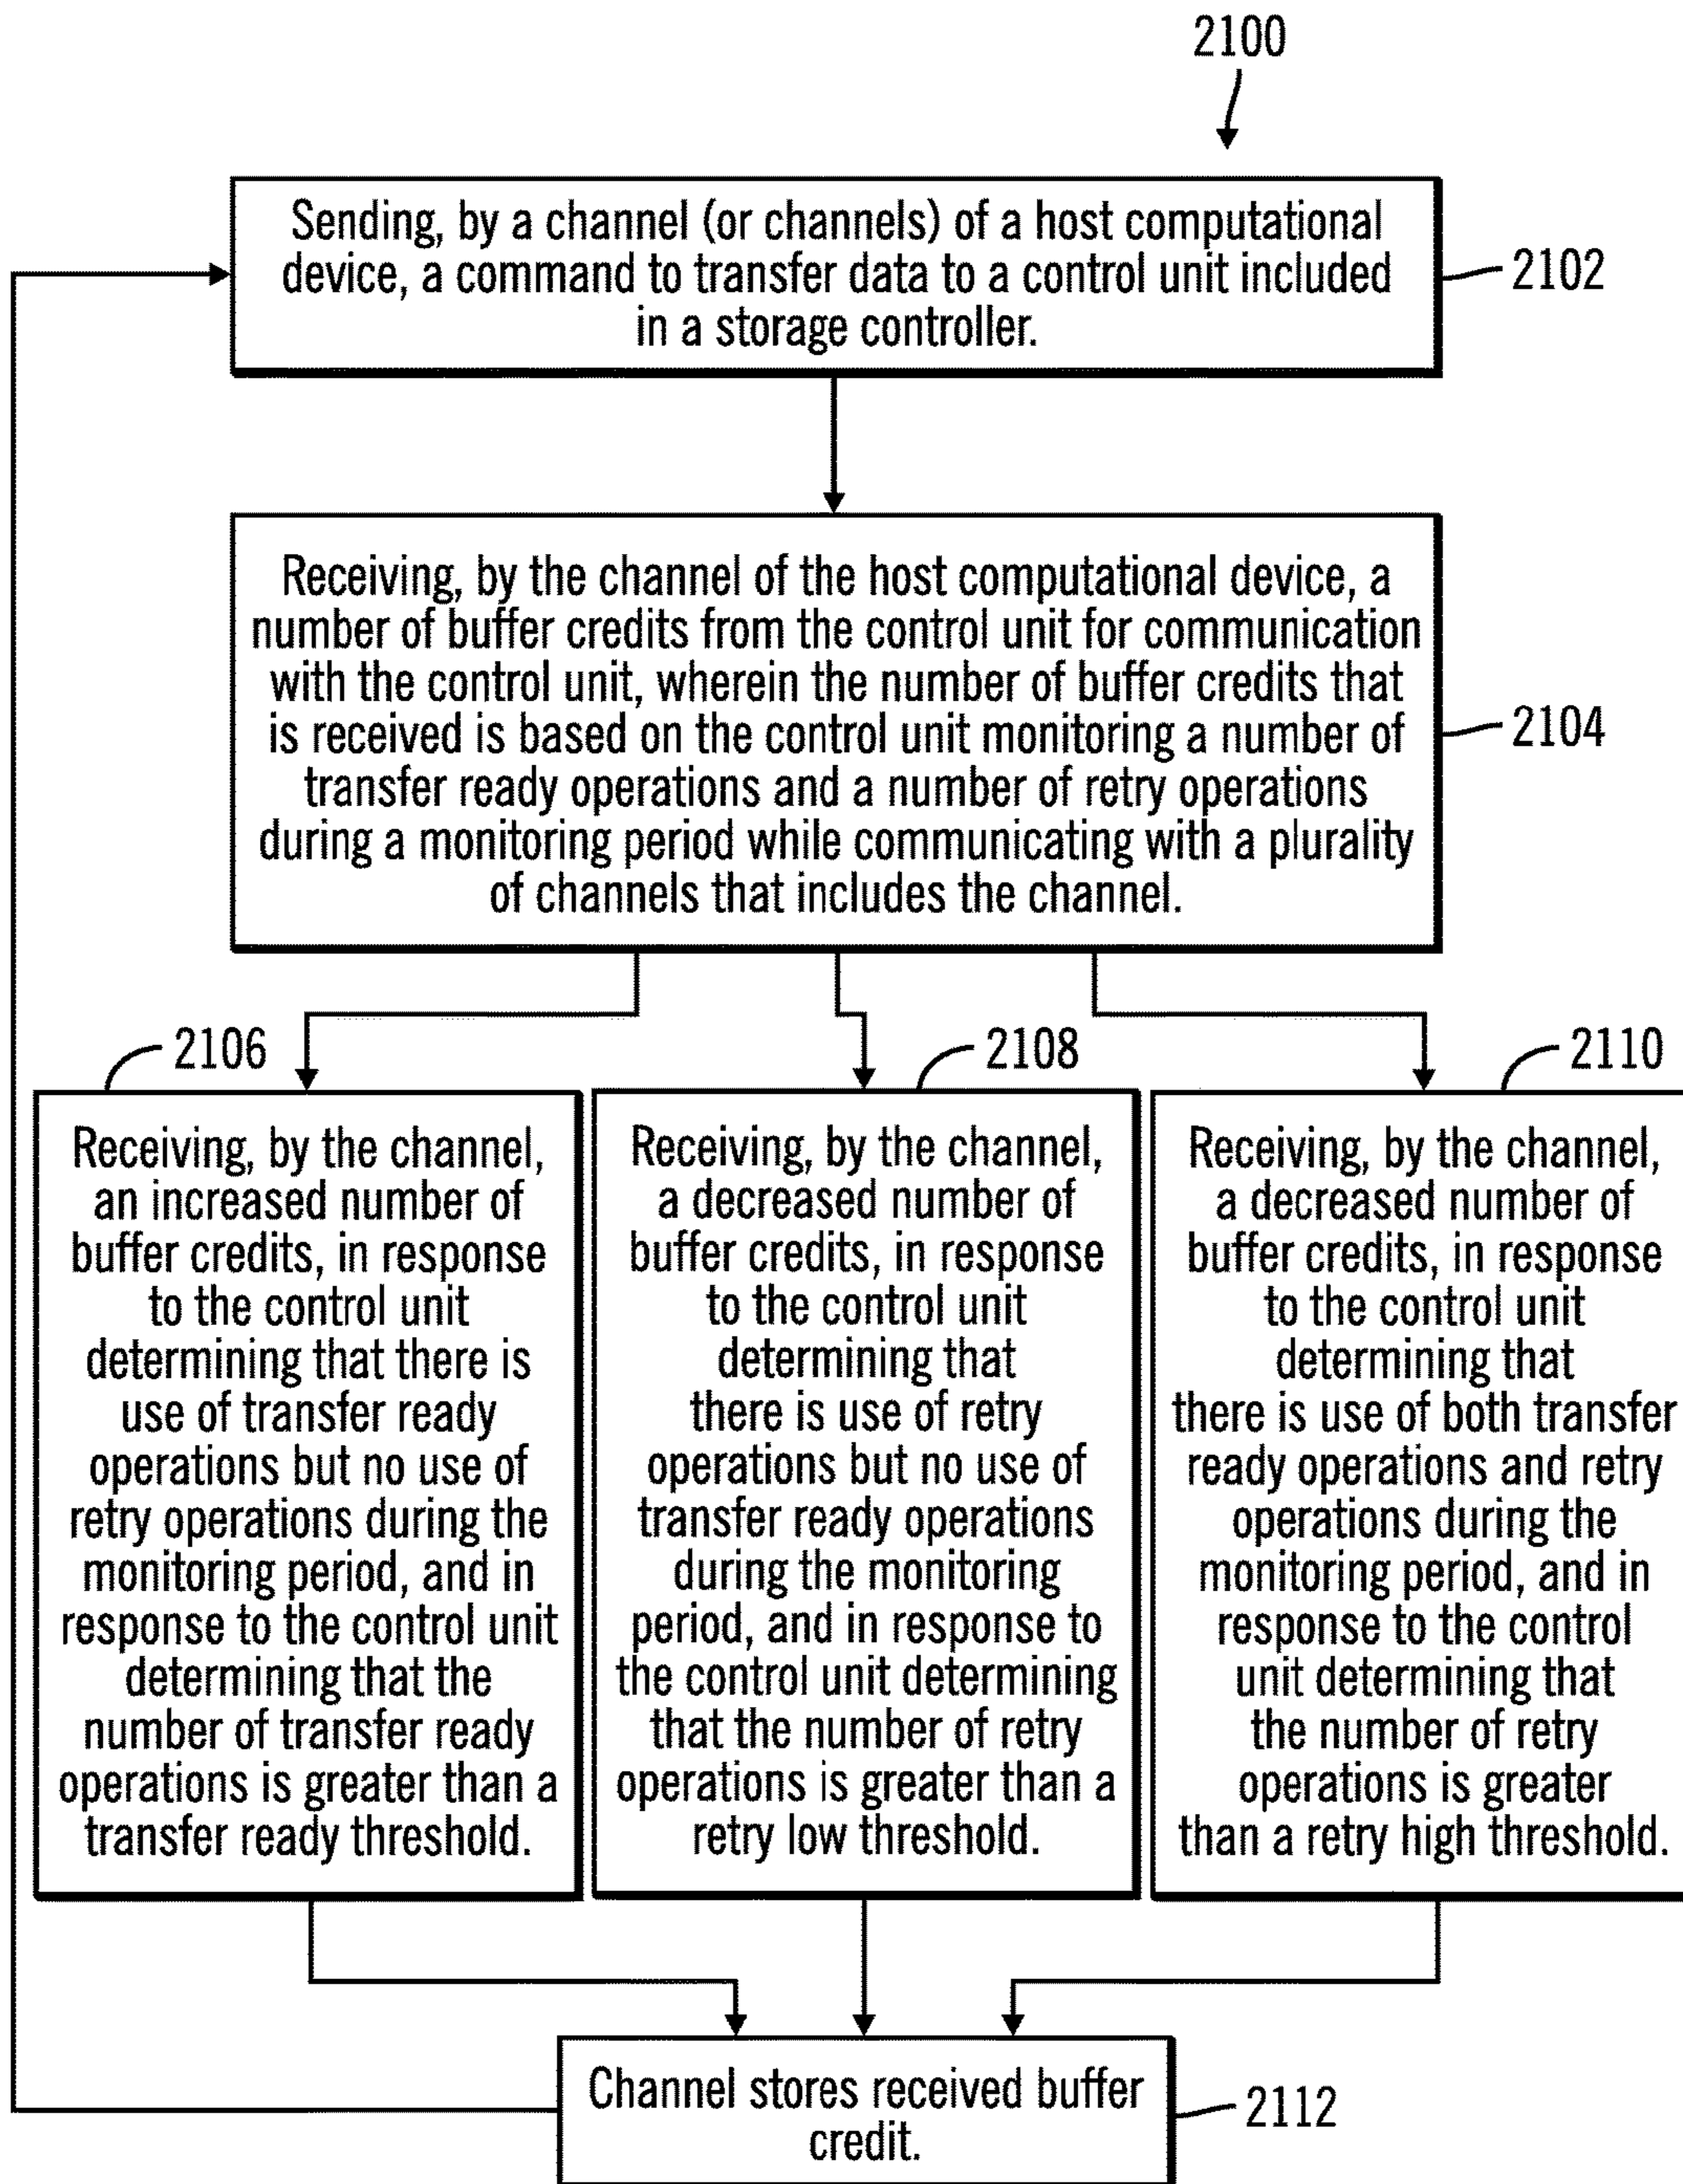 2100
Sending, by a channel (or channels) of a host computational
device, a command to transfer data to a control unit included
in a storage controller.
2102
Receiving, by the channel of the host computational device, a
number of buffer credits from the control unit for communication
with the control unit, wherein the number of buffer credits that
is received is based on the control unit monitoring a number of
transfer ready operations and a number of retry operations
during a monitoring period while communicating with a plurality
of channels that includes the channel.
2104
2106
Receiving, by the channel,
an increased number of
buffer credits, in response
to the control unit
determining that there is
use of transfer ready
operations but no use of
retry operations during the
monitoring period, and in
response to the control unit
determining that the
number of transfer ready
operations is greater than a
transfer ready threshold.
2108
Receiving, by the channel,
a decreased number of
buffer credits, in response
to the control unit
determining that
there is use of retry
operations but no use of
transfer ready operations
during the monitoring
period, and in response to
the control unit determining
that the number of retry
operations is greater than a
retry low threshold.
2110
Receiving, by the channel,
a decreased number of
buffer credits, in response
to the control unit
determining that
there is use of both transfer
ready operations and retry
operations during the
monitoring period, and in
response to the control
unit determining that
the number of retry
operations is greater
than a retry high threshold.
Channel stores received buffer
credit.
2112